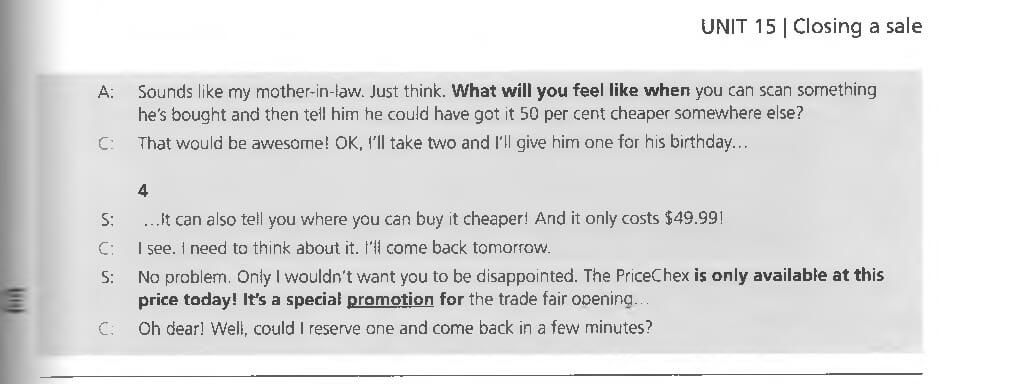 UNIT 15 | Closing a sale
A: Sounds like my mother-in-law. Just think. What will you feel like when you can scan something
he's bought and then tell him he could have got it 50 per cent cheaper somewhere else?
C: That would be awesome! OK, I'll take two and I'll give him one for his birthday...
4
S: ...It can also tell you where you can buy it cheaper! And it only costs $49.99!
C: I see. I need to think about it. I'll come back tomorrow.
S: No problem. Only I wouldn't want you to be disappointed. The PriceChex is only available at this
price today! It's a special promotion for the trade fair opening...
C: Oh dear! Well, could I reserve one and come back in a few minutes?